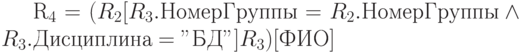 R₄ = (R₂[R₃.НомерГруппы = R₂.НомерГруппы ∧
R₃.Дисциплина = "БД"]R₃)[ФИО]